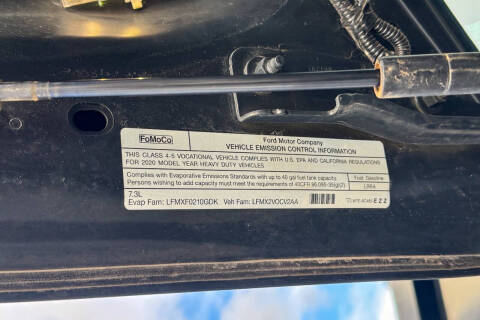 FoMoCo
Ford Motor Company
VEHICLE EMISSION CONTROL INFORMATION
THIS CLASS 4-5 VOCATIONAL VEHICLE COMPLIES WITH U.S. EPA AND CALIFORNIA REGULATIONS
FOR 2020 MODEL YEAR HEAVY DUTY VEHICLES
Complies with Evaporative Emissions Standards with up to 40 gal fuel tank capacity.
Persons wishing to add capacity must meet the requirements of 40CFR 86.085-35(g)(2).
Fuel: Gasoline
7.3L
Evap Fam: LFMXF0210GDK Veh Fam: LFMX2VOCV2AA
EZZ